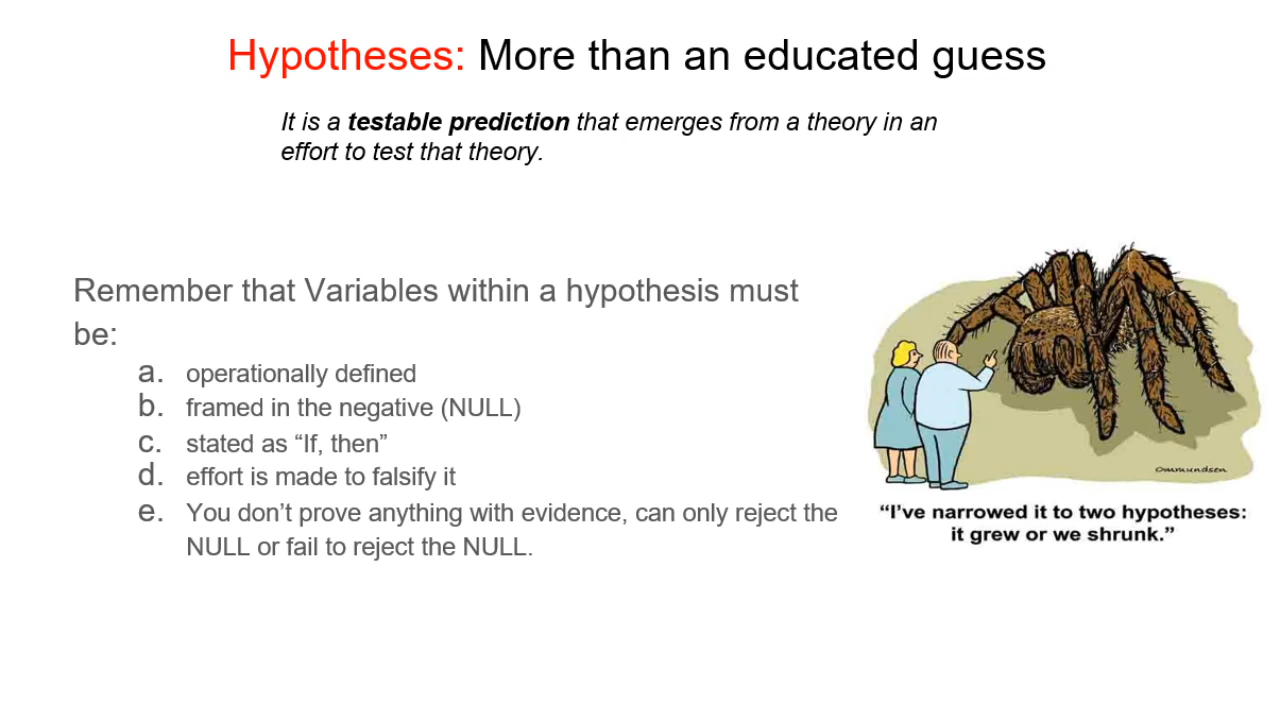 Hypotheses: More than an educated guess
It is a testable prediction that emerges from a theory in an
effort to test that theory.
Remember that Variables within a hypothesis must
be:
a. operationally defined
b. framed in the negative (NULL)
c. stated as “If, then”
d. effort is made to falsify it
e. You don’t prove anything with evidence, can only reject the
NULL or fail to reject the NULL.
Ommundsen
“I’ve narrowed it to two hypotheses:
it grew or we shrunk.”